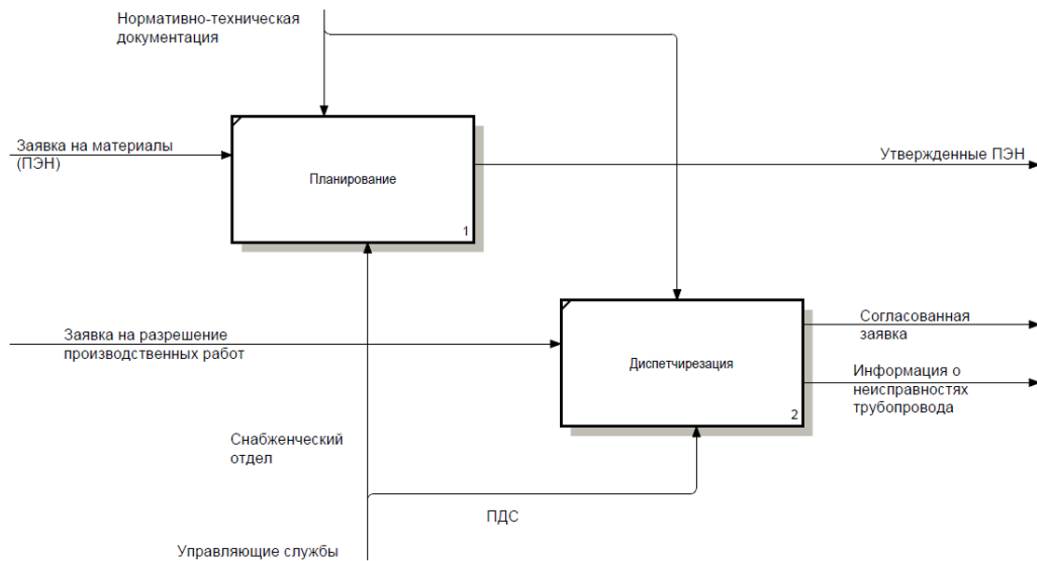 Нормативно-техническая
документация
Заявка на материалы
(ПЭН)
Планирование
1
Утвержденные ПЭН
Заявка на разрешение
производственных работ
Диспетчирезация
2
Согласованная
заявка
Информация о
неисправностях
трубопровода
Снабженческий
отдел
ПДС
Управляющие службы